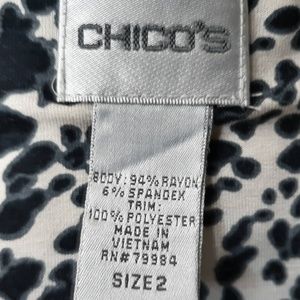 CHICO'S
BODY: 94% RAYON
6% SPANDEX
TRIM:
100% POLYESTER
MADE IN
VIETNAM
RN#79984
SIZE 2